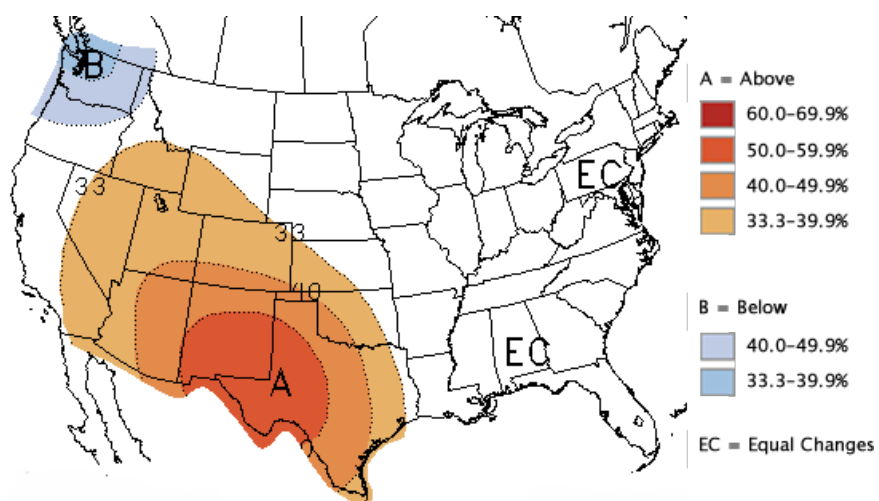 B
33
33
40
A
EC
EC
A = Above
60.0-69.9%
50.0-59.9%
40.0-49.9%
33.3-39.9%
B = Below
40.0-49.9%
33.3-39.9%
EC = Equal Changes